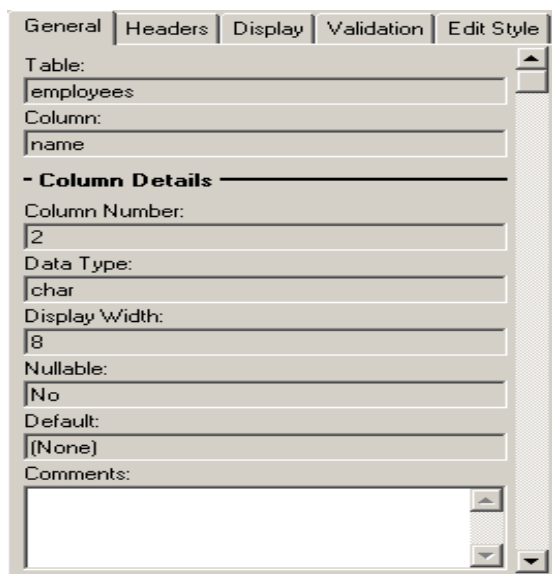 General Headers Display Validation Edit Style
Table:
employees
Column:
name
- Column Details
Column Number:
2
Data Type:
char
Display Width:
8
Nullable:
No
Default:
(None)
Comments: